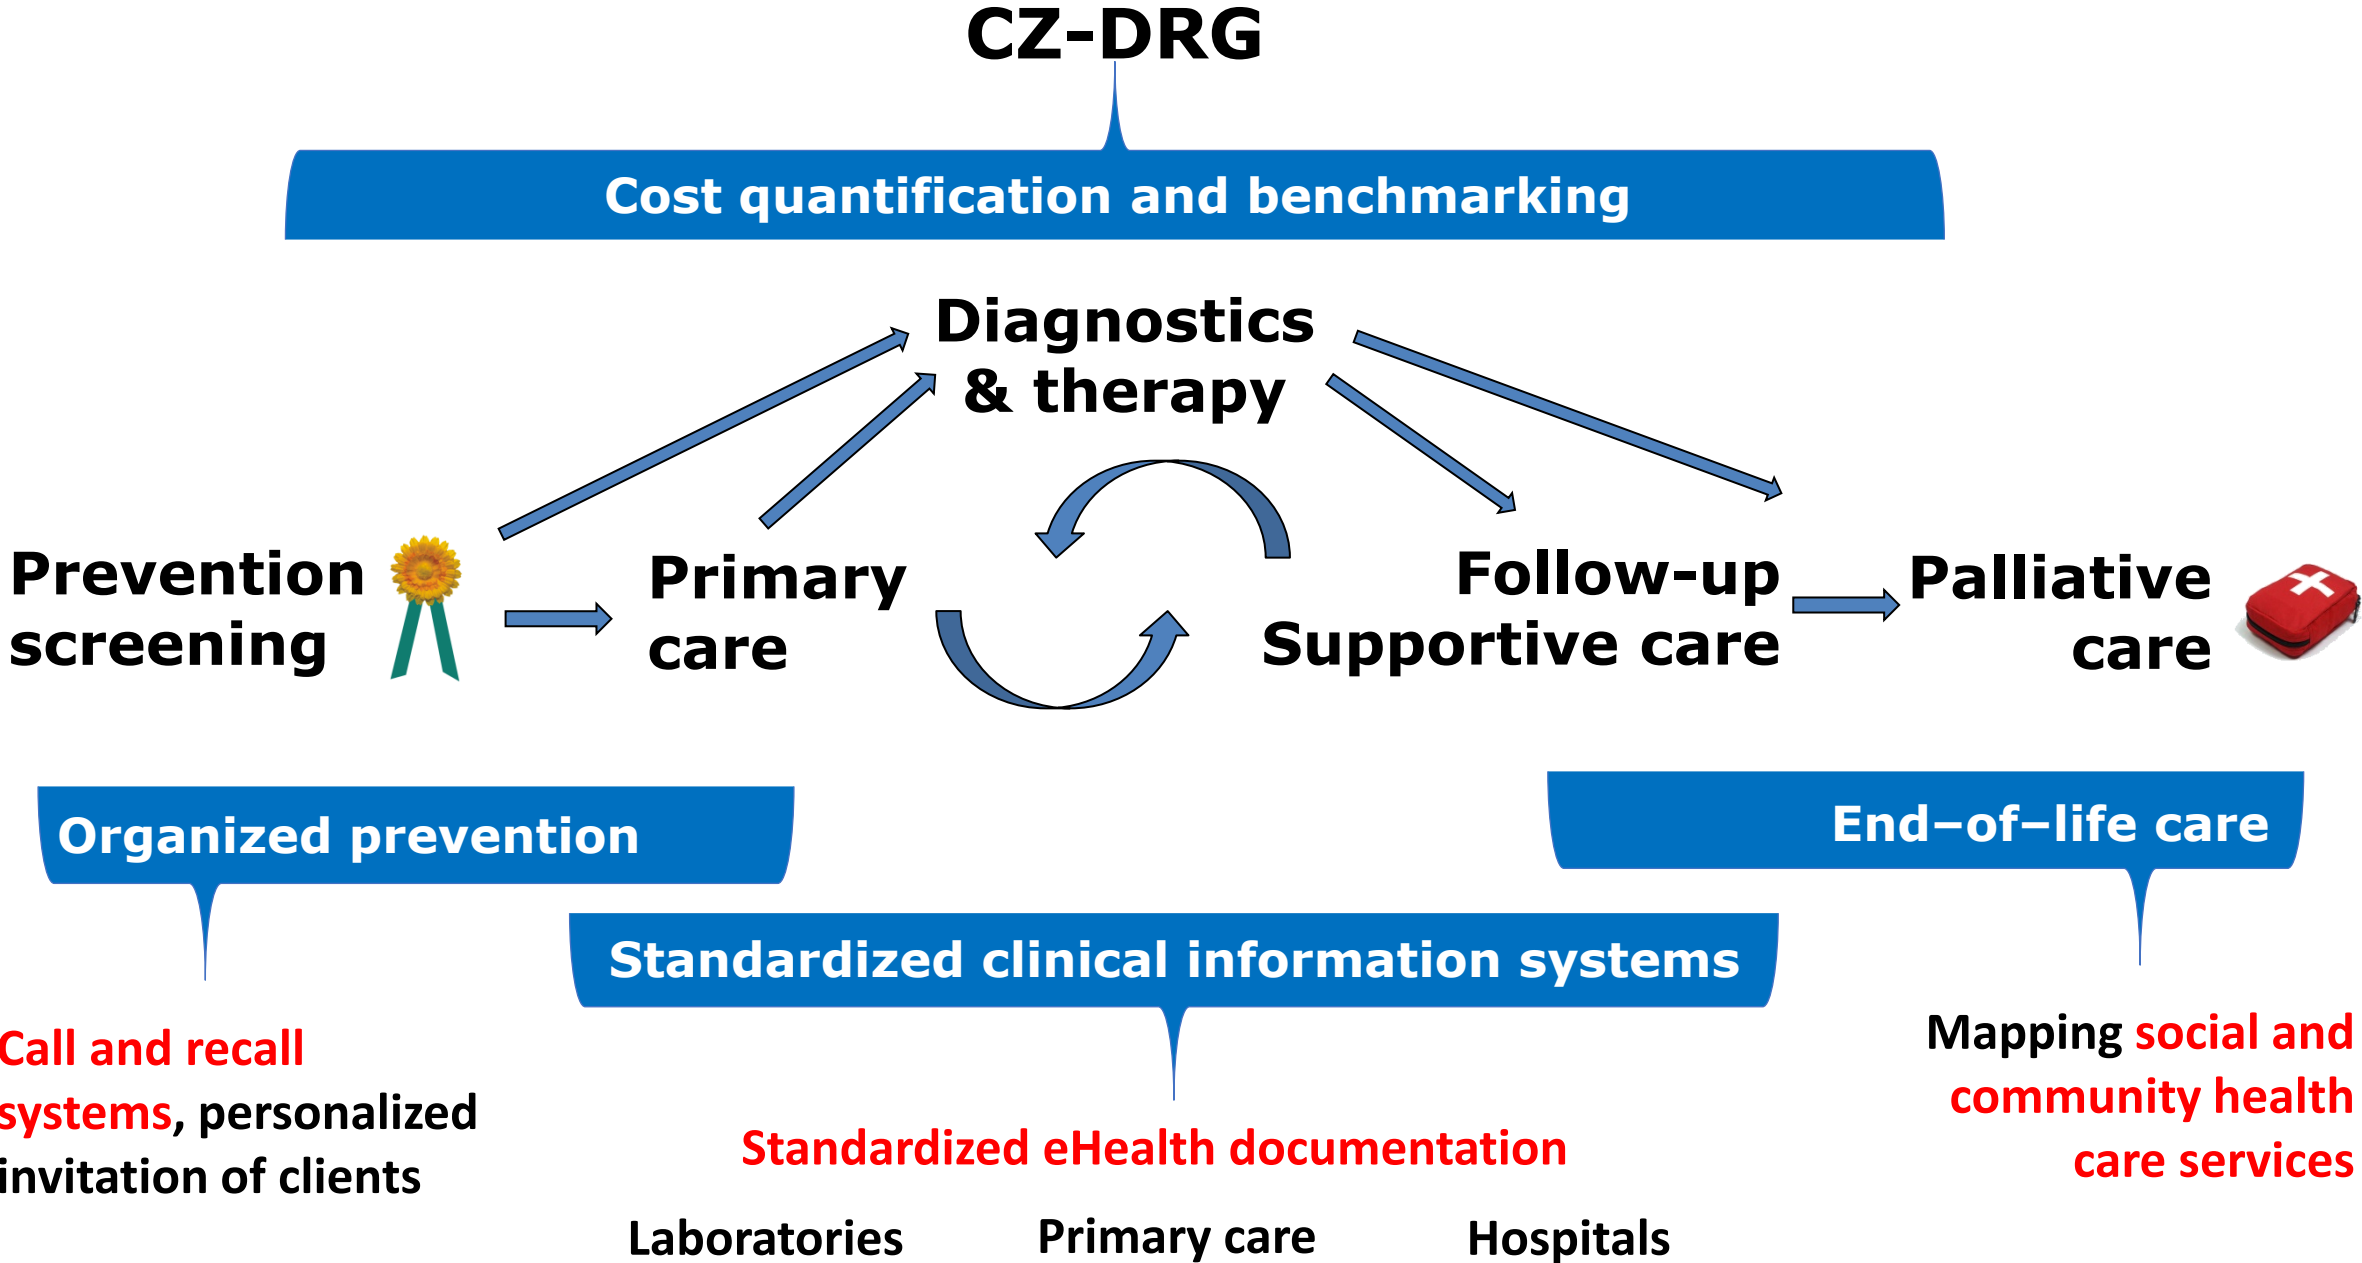 CZ-DRG
Cost quantification and benchmarking
Diagnostics
& therapy
Prevention
screening
Primary
care
Follow-up
Supportive care
Palliative
care
Organized prevention
End–of–life care
Standardized clinical information systems
Call and recall
systems, personalized
invitation of clients
Standardized eHealth documentation
Laboratories
Primary care
Hospitals
Mapping social and
community health
care services